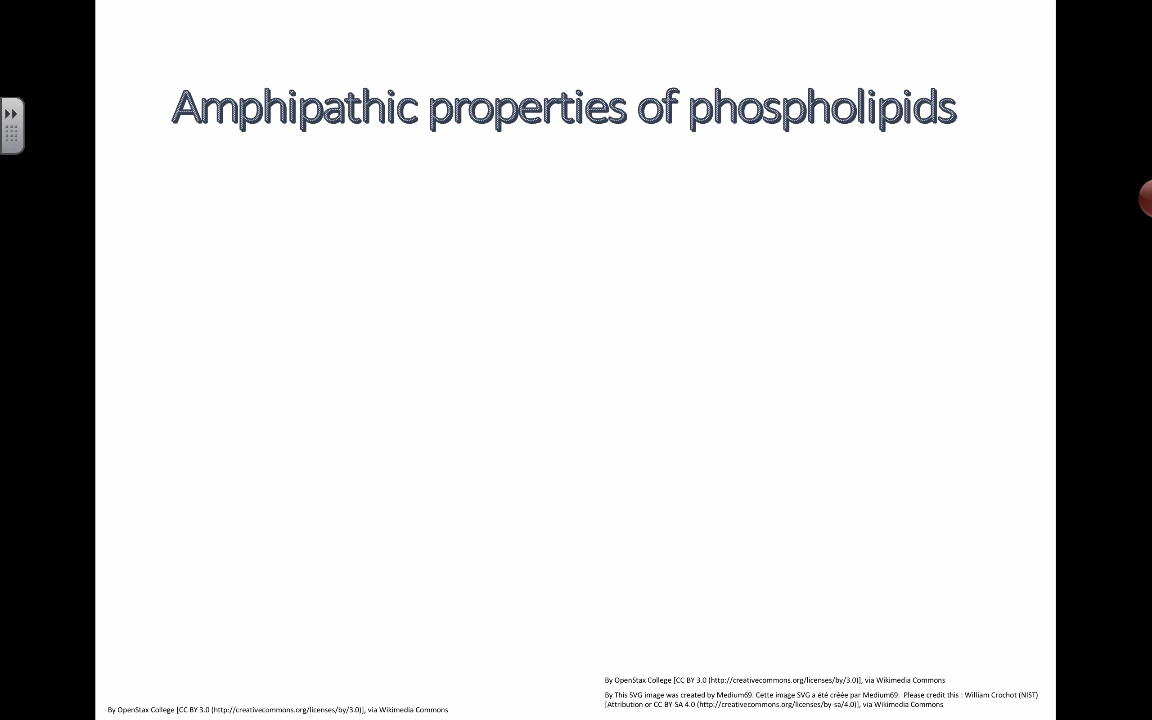 Amphipathic properties of phospholipids
By OpenStax College [CC BY 3.0 (http://creativecommons.org/licenses/by/3.0)], via Wikimedia Commons
By This SVG image was created by Medium69. Cette image SVG a été créée par Medium69. Please credit this : William Crochot (NIST)
[Attribution or CC BY-SA 4.0 (http://creativecommons.org/licenses/by-sa/4.0)], via Wikimedia Commons
By OpenStax College [CC BY 3.0 (http://creativecommons.org/licenses/by/3.0)], via Wikimedia Commons